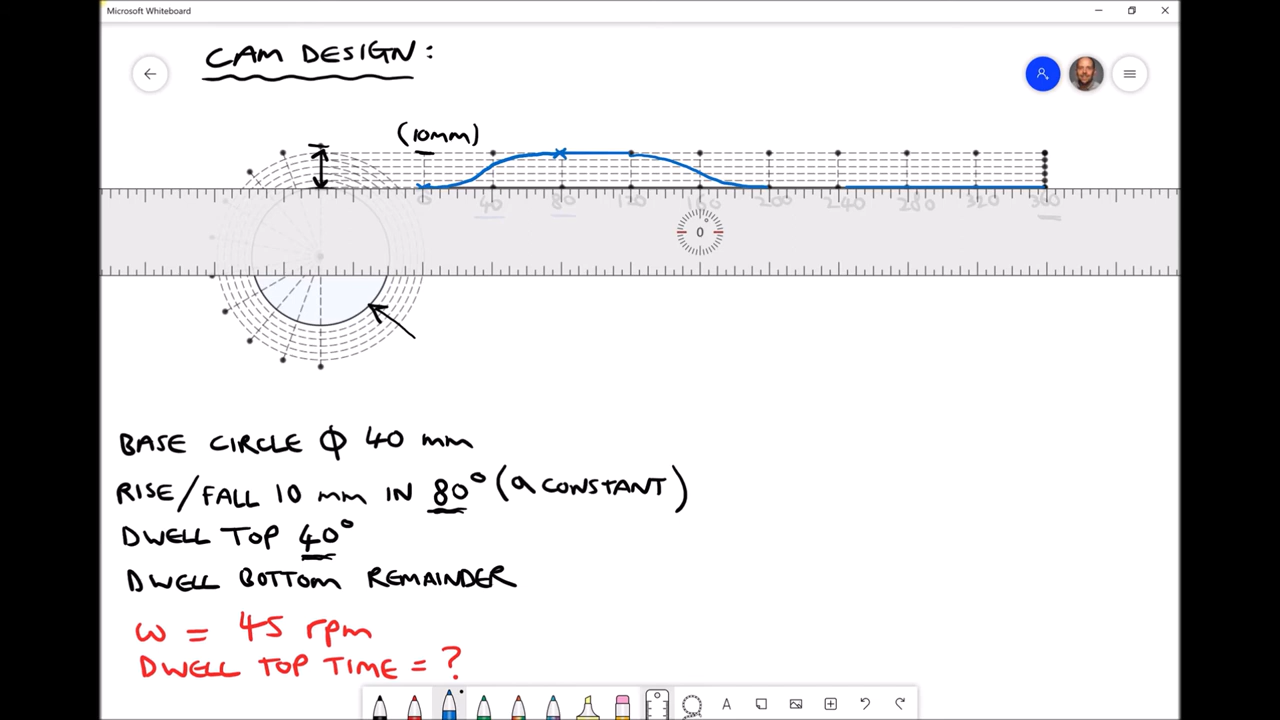 Microsoft Whiteboard
CAM DESIGN:
(10mm)
0 40 80 120 160 200 240 280 320 360
0°
BASE CIRCLE Φ 40 mm
RISE/FALL 10 mm IN 80° (a CONSTANT)
DWELL TOP 40°
DWELL BOTTOM REMAINDER
ω = 45 rpm
DWELL TOP TIME = ?
A